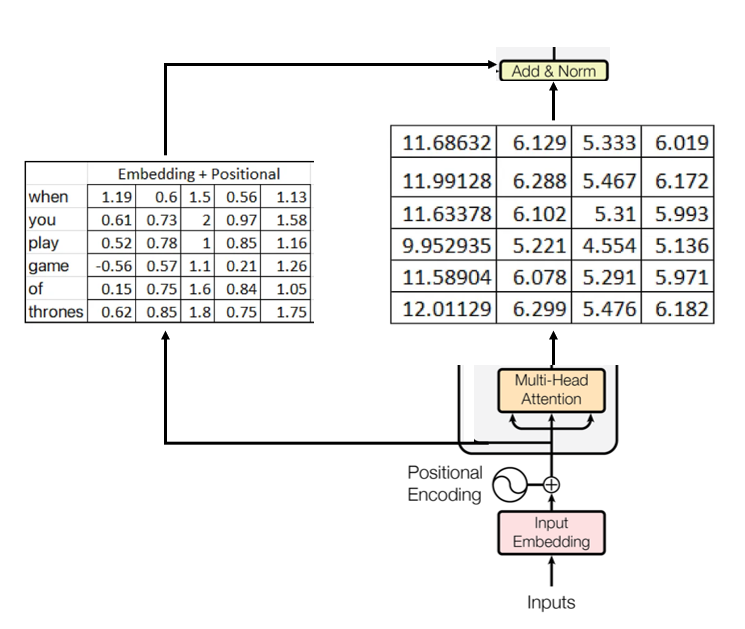 Add & Norm
Embedding + Positional
when 1.19 0.6 1.5 0.56 1.13
you 0.61 0.73 2 0.97 1.58
play 0.52 0.78 1 0.85 1.16
game -0.56 0.57 1.1 0.21 1.26
of 0.15 0.75 1.6 0.84 1.05
thrones 0.62 0.85 1.8 0.75 1.75
11.68632 6.129 5.333 6.019
11.99128 6.288 5.467 6.172
11.63378 6.102 5.31 5.993
9.952935 5.221 4.554 5.136
11.58904 6.078 5.291 5.971
12.01129 6.299 5.476 6.182
Multi-Head
Attention
Positional
Encoding
Input
Embedding
Inputs